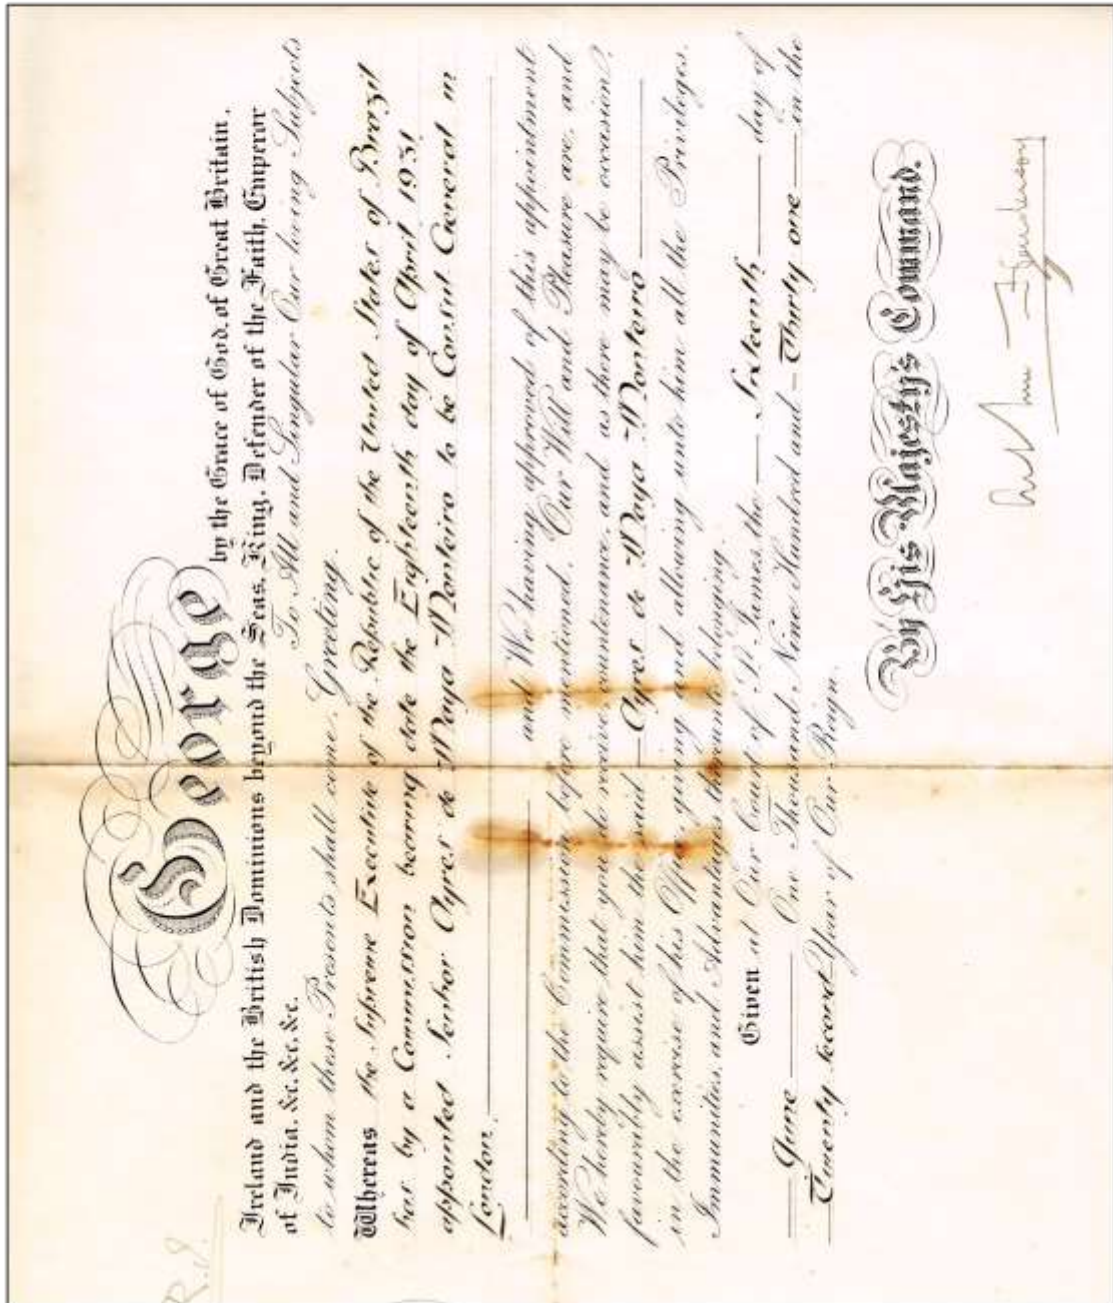 R.I.
George
by the Grace of God, of Great Britain,
Ireland and the British Dominions beyond the Seas, King, Defender of the Faith, Emperor
of India, &c. &c. &c.
To All and Singular Our loving Subjects
to whom these Presents shall come, Greeting.
Whereas the Supreme Executive of the Republic of the United States of Brazil
has by a Commission bearing date the Eighteenth day of April 1931
appointed Senhor Ayres de Maya Monteiro to be Consul General in
London,
and We having approved of this appointment
according to the Commission before mentioned, Our Will and Pleasure are, and
We hereby require that you do receive, countenance, and as there may be occasion,
favourably assist him the said Ayres de Maya Monteiro
in the exercise of his Office, giving and allowing unto him all the Privileges,
Immunities, and Advantages thereunto belonging.
Given at Our Court of St. James, the Sixteenth day of
June One Thousand Nine Hundred and Thirty one in the
Twenty second Year of Our Reign.
By His Majesty's Command.
Arthur Henderson